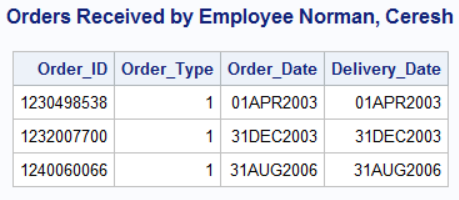 Orders Received by Employee Norman, Ceresh
Order_ID Order_Type Order_Date Delivery_Date
1230498538 1 01APR2003 01APR2003
1232007700 1 31DEC2003 31DEC2003
1240060066 1 31AUG2006 31AUG2006